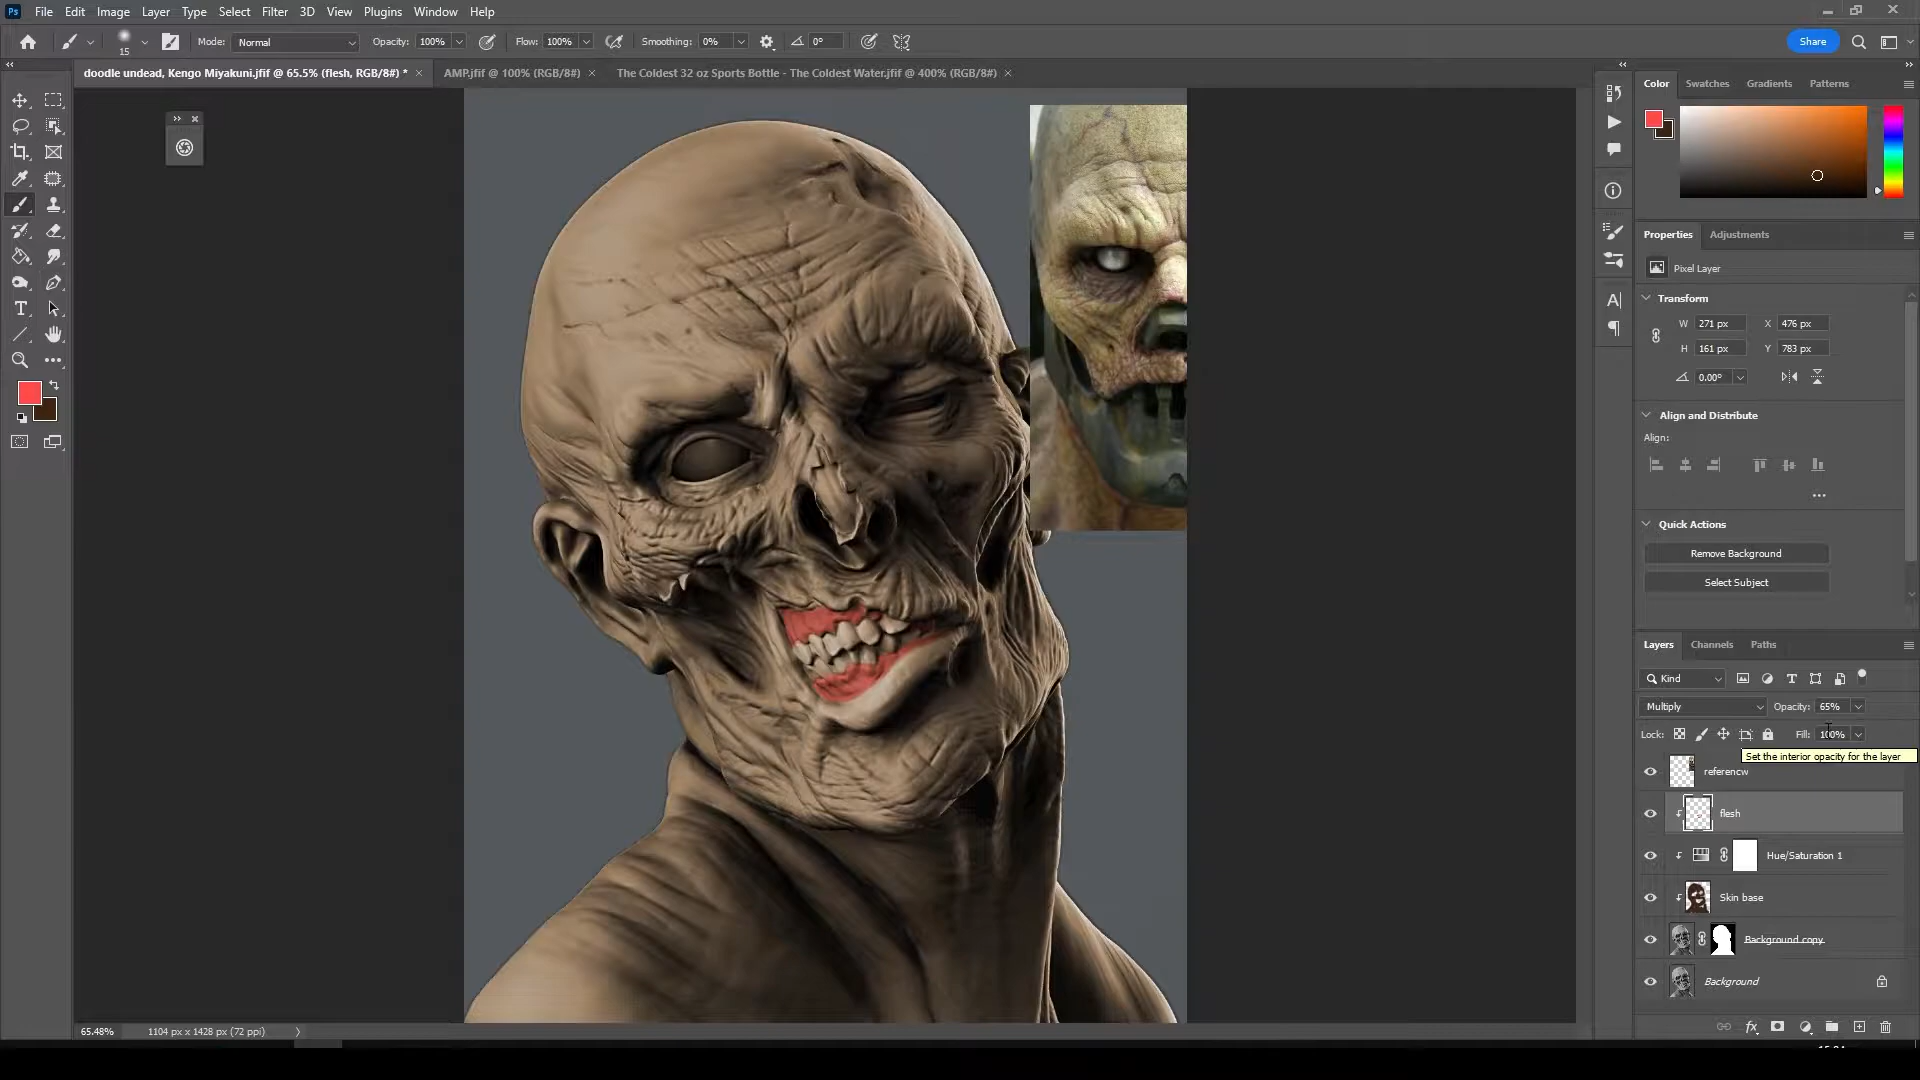 Ps File Edit Image Layer Type Select Filter 3D View Plugins Window Help
15 Mode: Normal Opacity: 100% Flow: 100% Smoothing: 0% 0° Share
doodle undead, Kengo Miyakuni.jfif @ 65.5% (flesh, RGB/8#) * AMP.jfif @ 100% (RGB/8#) The Coldest 32 oz Sports Bottle - The Coldest Water.jfif @ 400% (RGB/8#)
Color Swatches Gradients Patterns
Properties Adjustments
Pixel Layer
Transform
W 271 px X 476 px
H 161 px Y 783 px
0.00°
Align and Distribute
Align:
Quick Actions
Remove Background
Select Subject
Layers Channels Paths
Kind
Multiply Opacity: 65%
Lock: Fill: 100%
Set the interior opacity for the layer
referencw
flesh
Hue/Saturation 1
Skin base
Background copy
Background
65.48% 1104 px x 1428 px (72 ppi)